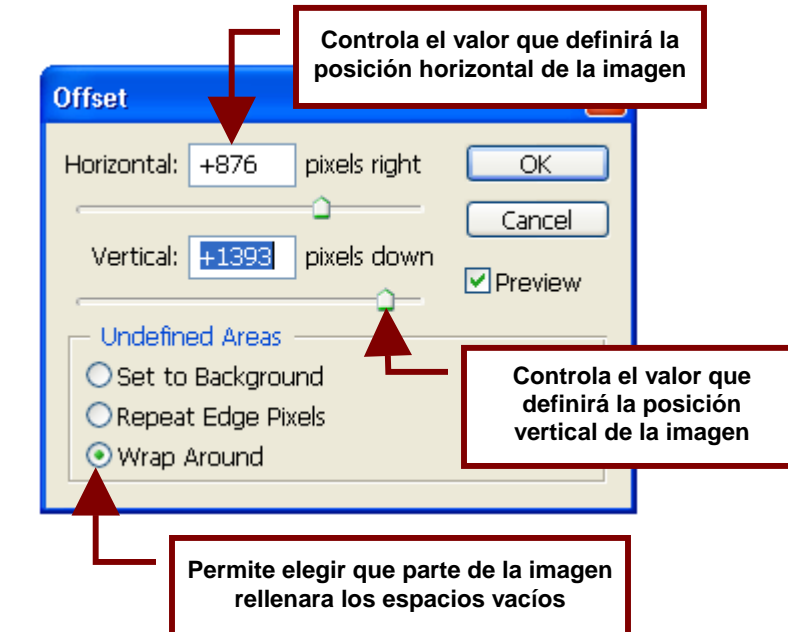 Controla el valor que definirá la
posición horizontal de la imagen
Offset
Horizontal: +876 pixels right
OK
Cancel
Vertical: +1393 pixels down
Preview
Undefined Areas
Set to Background
Repeat Edge Pixels
Wrap Around
Controla el valor que
definirá la posición
vertical de la imagen
Permite elegir que parte de la imagen
rellenara los espacios vacíos